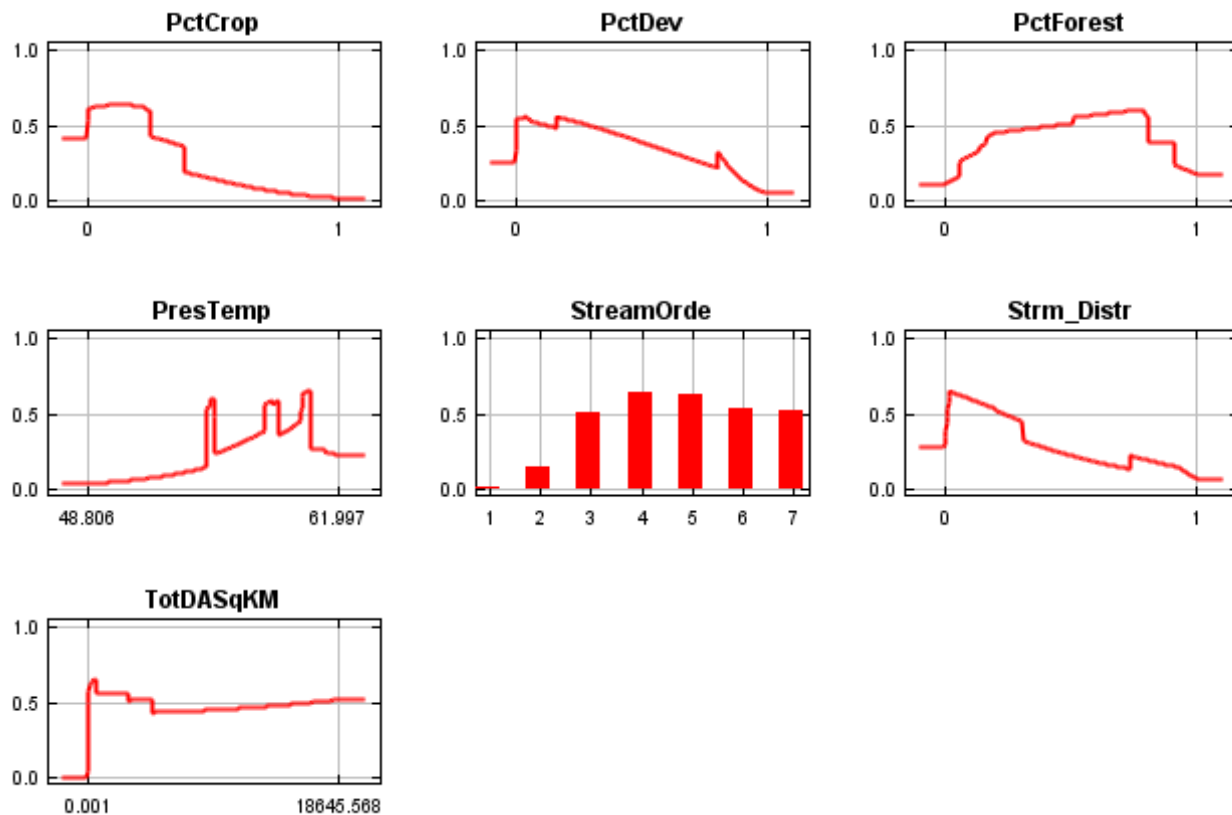 PctCrop PctDev PctForest
1.0 1.0 1.0
0.5 0.5 0.5
0.0 0.0 0.0
0 1 0 1 0 1
PresTemp StreamOrde Strm_Distr
1.0 1.0 1.0
0.5 0.5 0.5
0.0 0.0 0.0
48.806 61.997 1 2 3 4 5 6 7 0 1
TotDASqKM
1.0
0.5
0.0
0.001 18645.568